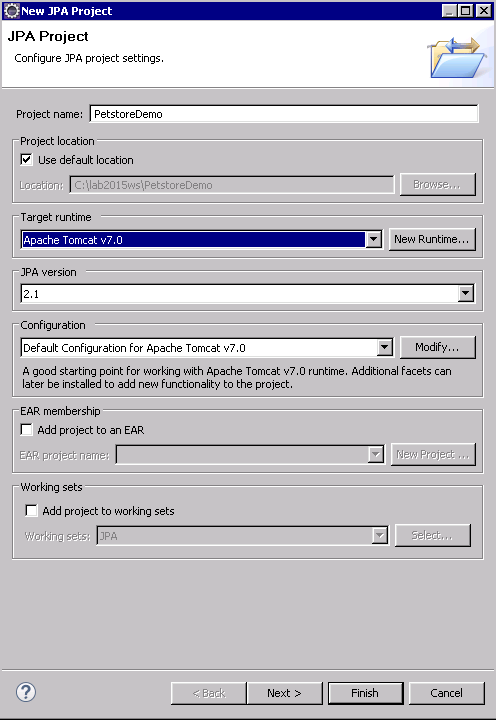 New JPA Project
JPA Project
Configure JPA project settings.
Project name: PetstoreDemo
Project location
Use default location
Location: C:\lab2015ws\PetstoreDemo Browse...
Target runtime
Apache Tomcat v7.0 New Runtime...
JPA version
2.1
Configuration
Default Configuration for Apache Tomcat v7.0 Modify...
A good starting point for working with Apache Tomcat v7.0 runtime. Additional facets can
later be installed to add new functionality to the project.
EAR membership
Add project to an EAR
EAR project name: New Project ...
Working sets
Add project to working sets
Working sets: JPA Select...
? < Back Next > Finish Cancel